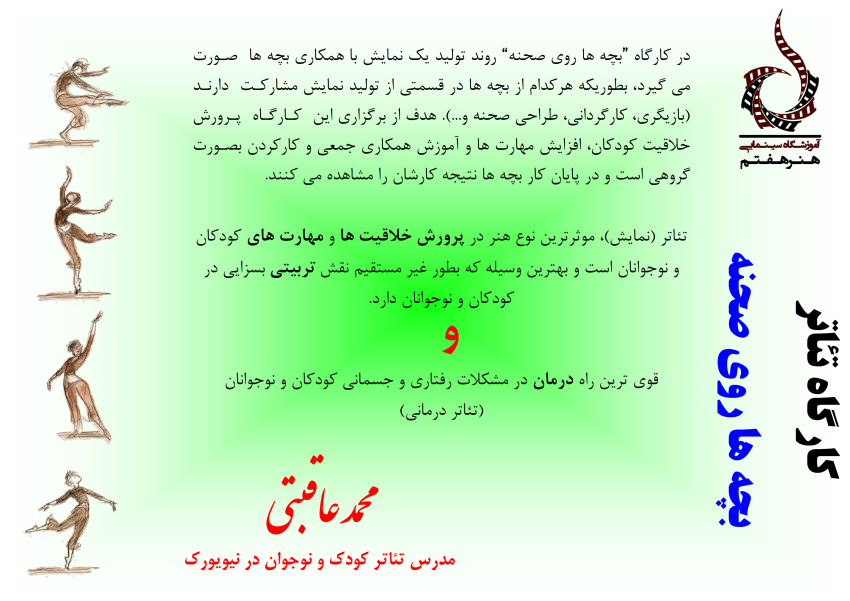 آموزشگاه سینمایی
هنر هفتم
کارگاه تئاتر
بچه ها روی صحنه
در کارگاه ”بچه ها روی صحنه“ روند تولید یک نمایش با همکاری بچه ها صورت
می گیرد، بطوریکه هرکدام از بچه ها در قسمتی از تولید نمایش مشارکت دارند
(بازیگری، کارگردانی، طراحی صحنه و...). هدف از برگزاری این کارگاه پرورش
خلاقیت کودکان، افزایش مهارت ها و آموزش همکاری جمعی و کارکردن بصورت
گروهی است و در پایان کار بچه ها نتیجه کارشان را مشاهده می کنند.
تئاتر (نمایش)، موثرترین نوع هنر در پرورش خلاقیت ها و مهارت های کودکان
و نوجوانان است و بهترین وسیله که بطور غیر مستقیم نقش تربیتی بسزایی در
کودکان و نوجوانان دارد.
و
قوی ترین راه درمان در مشکلات رفتاری و جسمانی کودکان و نوجوانان
(تئاتر درمانی)
محمد عاقبتی
مدرس تئاتر کودک و نوجوان در نیویورک